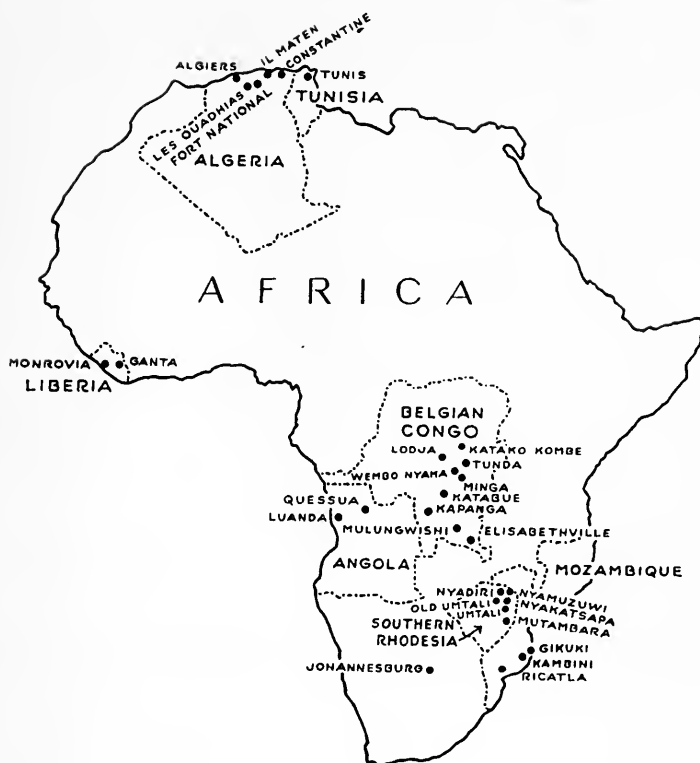 IL MATEN
CONSTANTINE
ALGIERS
TUNIS
TUNISIA
LES OUADHIAS
FORT NATIONAL
ALGERIA
AFRICA
MONROVIA
GANTA
LIBERIA
BELGIAN
CONGO
LODJA
KATAKO KOMBE
TUNDA
WEMBO NYAMA
MINGA
KATABUE
QUESSUA
KAPANGA
LUANDA
MULUNGWISHI
ELISABETHVILLE
ANGOLA
MOZAMBIQUE
NYADIRI
NYAMUZUWI
OLD UMTALI
NYAKATSAPA
UMTALI
MUTAMBARA
SOUTHERN
RHODESIA
GIKUKI
KAMBINI
JOHANNESBURG
RICATLA